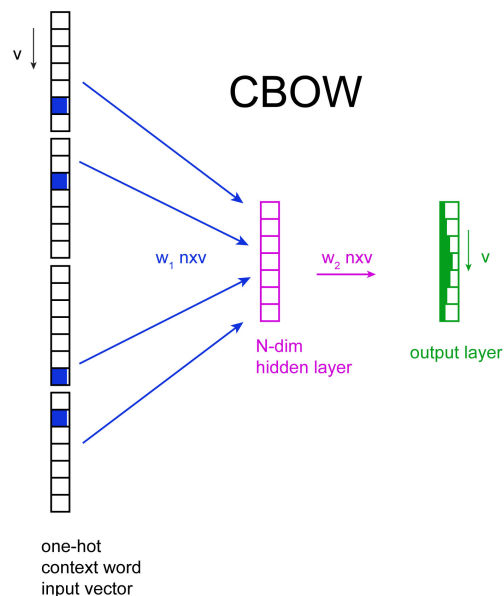 CBOW
v
w₁ nxv
w₂ nxv
v
N-dim
hidden layer
output layer
one-hot
context word
input vector